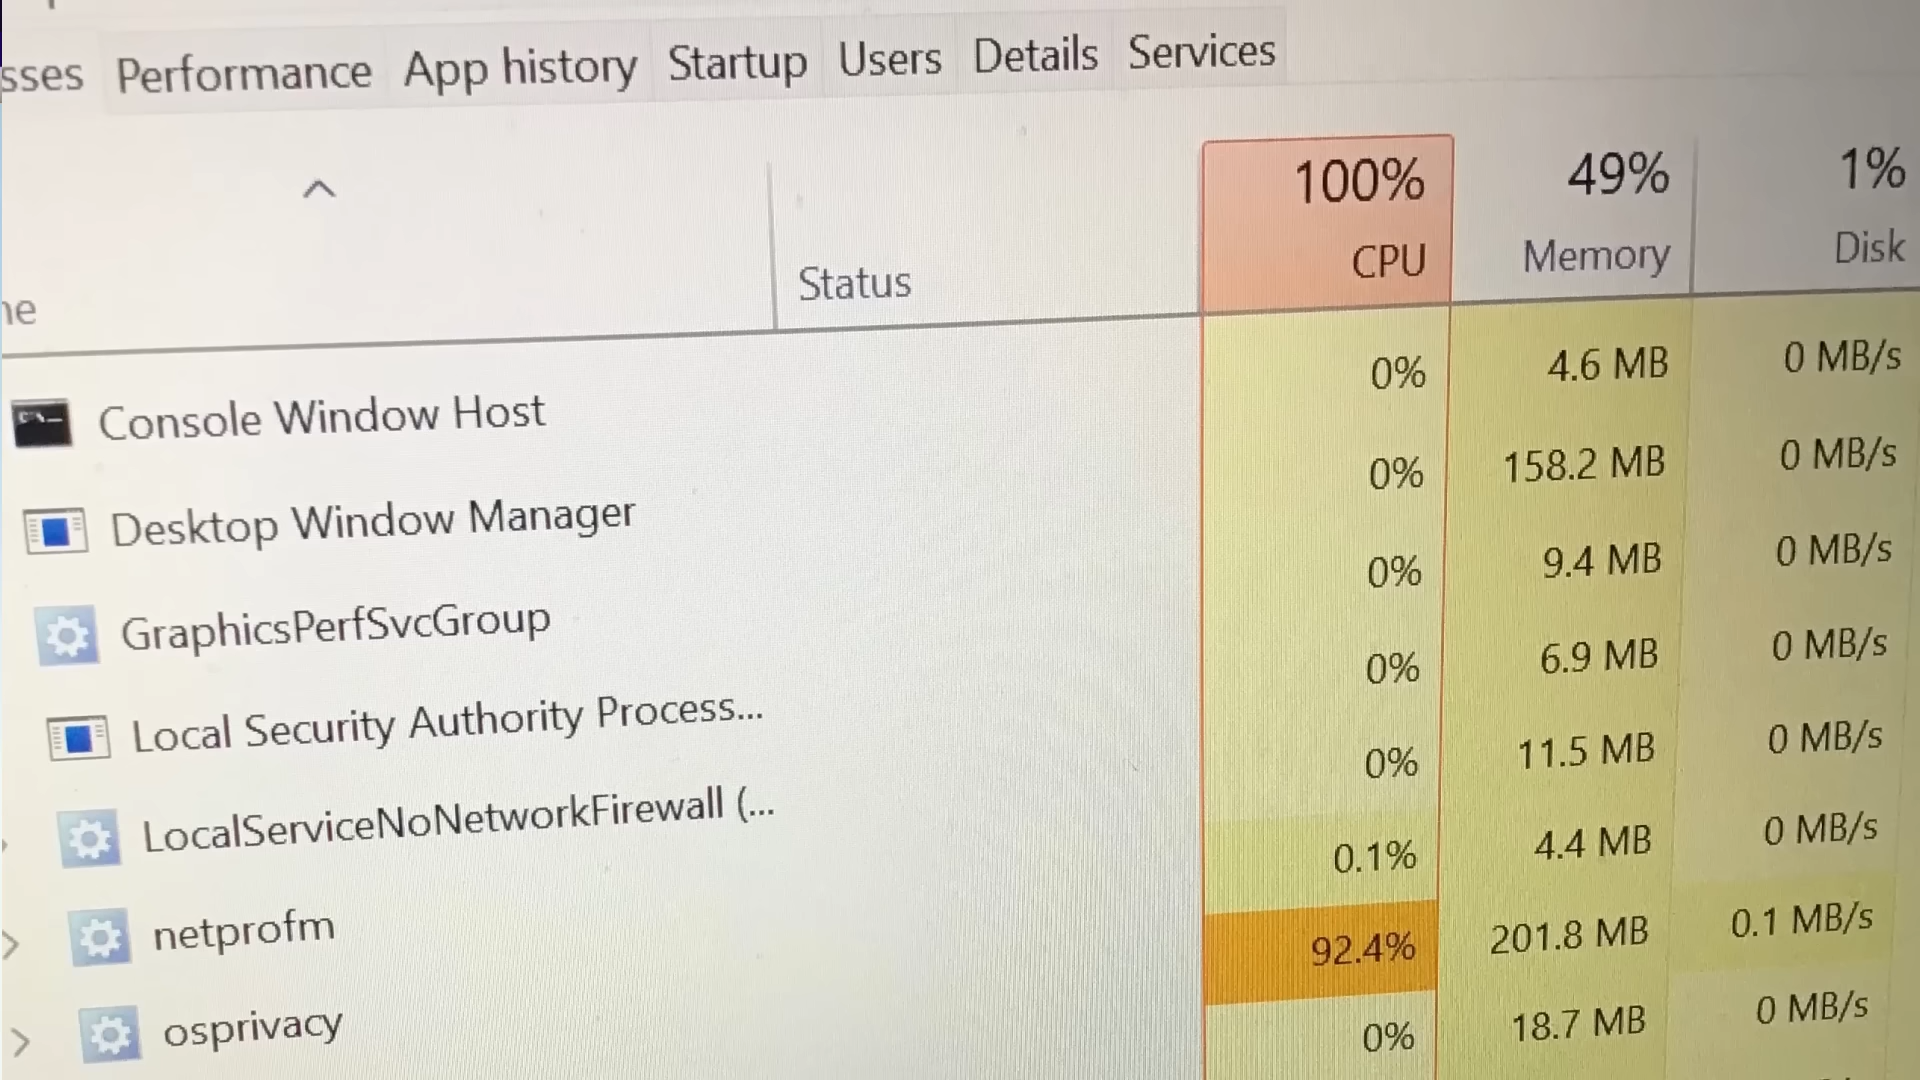 sses Performance App history Startup Users Details Services
100% 49% 1%
ne Status CPU Memory Disk
Console Window Host 0% 4.6 MB 0 MB/s
Desktop Window Manager 0% 158.2 MB 0 MB/s
GraphicsPerfSvcGroup 0% 9.4 MB 0 MB/s
Local Security Authority Process... 0% 6.9 MB 0 MB/s
LocalServiceNoNetworkFirewall (... 0% 11.5 MB 0 MB/s
netprofm 0.1% 4.4 MB 0 MB/s
osprivacy 92.4% 201.8 MB 0.1 MB/s
0% 18.7 MB 0 MB/s